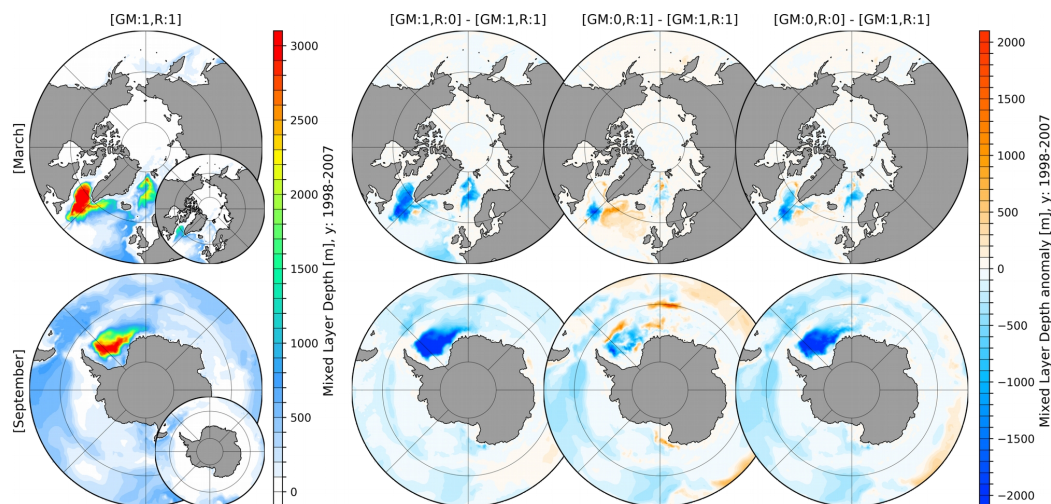 [GM:1,R:1]
[GM:1,R:0] - [GM:1,R:1]
[GM:0,R:1] - [GM:1,R:1]
[GM:0,R:0] - [GM:1,R:1]
[March]
[September]
3000
2500
2000
1500
1000
500
0
Mixed Layer Depth [m], y: 1998-2007
2000
1500
1000
500
0
−500
−1000
−1500
−2000
Mixed Layer Depth anomaly [m], y: 1998-2007